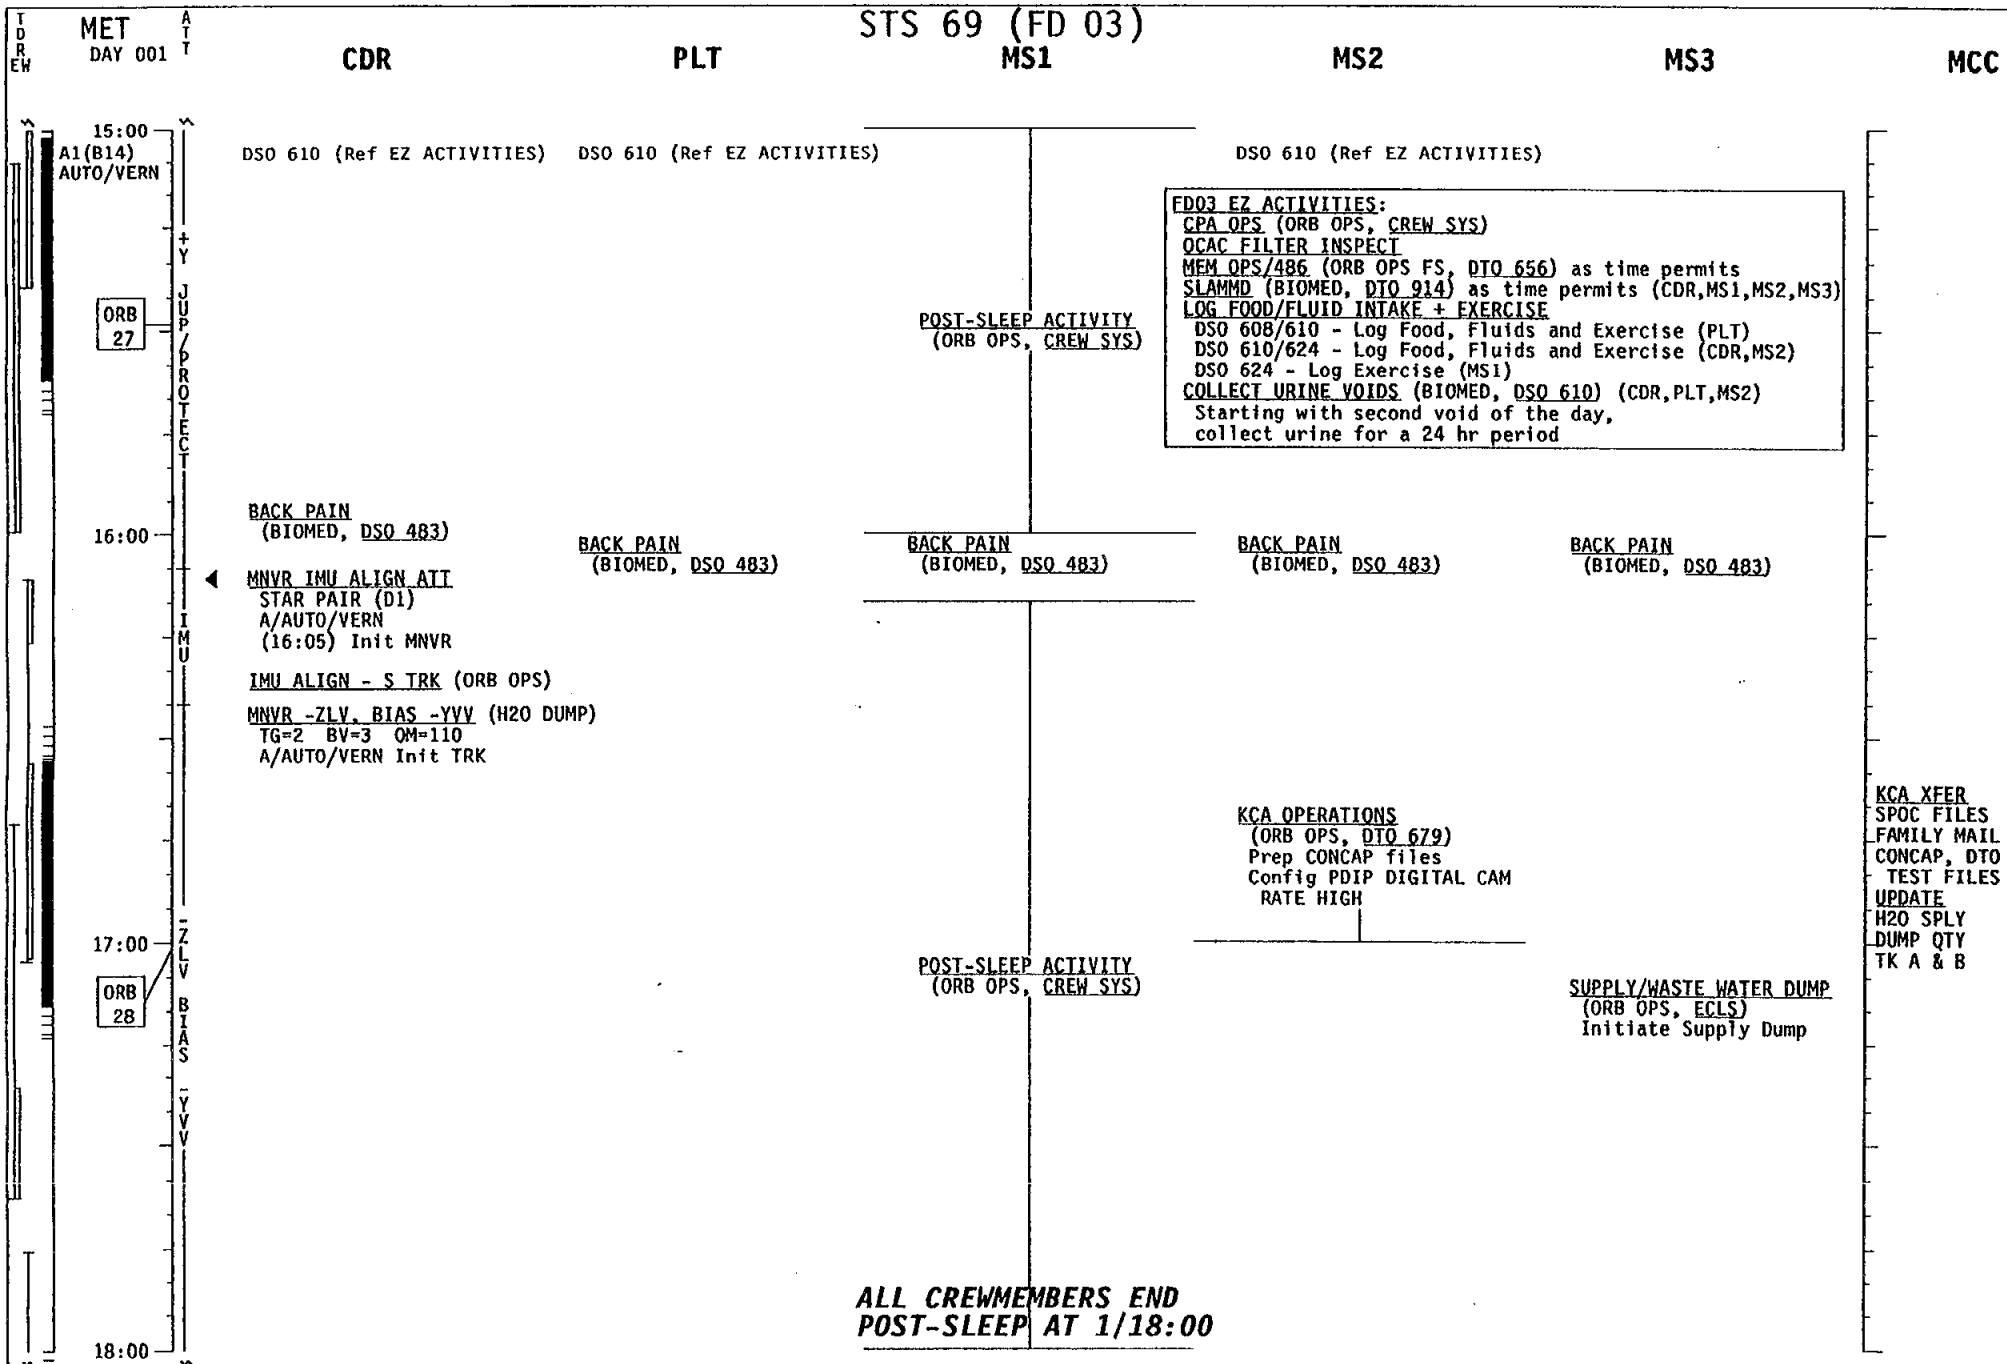 STS 69 (FD 03)
T
D
R
EW
MET
DAY 001
A
T
T
CDR
PLT
MS1
MS2
MS3
MCC
15:00
A1(B14)
AUTO/VERN
+Y JUP/PROTECT
ORB
27
16:00
IMU
17:00
ORB
28
-ZLV BIAS -YVV
18:00
DSO 610 (Ref EZ ACTIVITIES)
BACK PAIN
(BIOMED, DSO 483)
MNVR IMU ALIGN ATT
STAR PAIR (D1)
A/AUTO/VERN
(16:05) Init MNVR
IMU ALIGN - S TRK (ORB OPS)
MNVR -ZLV, BIAS -YVV (H2O DUMP)
TG=2 BV=3 OM=110
A/AUTO/VERN Init TRK
DSO 610 (Ref EZ ACTIVITIES)
BACK PAIN
(BIOMED, DSO 483)
POST-SLEEP ACTIVITY
(ORB OPS, CREW SYS)
BACK PAIN
(BIOMED, DSO 483)
POST-SLEEP ACTIVITY
(ORB OPS, CREW SYS)
ALL CREWMEMBERS END
POST-SLEEP AT 1/18:00
DSO 610 (Ref EZ ACTIVITIES)
FD03 EZ ACTIVITIES:
CPA OPS (ORB OPS, CREW SYS)
OCAC FILTER INSPECT
MEM OPS/486 (ORB OPS FS, DTO 656) as time permits
SLAMMD (BIOMED, DTO 914) as time permits (CDR,MS1,MS2,MS3)
LOG FOOD/FLUID INTAKE + EXERCISE
DSO 608/610 - Log Food, Fluids and Exercise (PLT)
DSO 610/624 - Log Food, Fluids and Exercise (CDR,MS2)
DSO 624 - Log Exercise (MS1)
COLLECT URINE VOIDS (BIOMED, DSO 610) (CDR,PLT,MS2)
Starting with second void of the day,
collect urine for a 24 hr period
BACK PAIN
(BIOMED, DSO 483)
KCA OPERATIONS
(ORB OPS, DTO 679)
Prep CONCAP files
Config PDIP DIGITAL CAM
RATE HIGH
BACK PAIN
(BIOMED, DSO 483)
SUPPLY/WASTE WATER DUMP
(ORB OPS, ECLS)
Initiate Supply Dump
KCA XFER
SPOC FILES
FAMILY MAIL
CONCAP, DTO
TEST FILES
UPDATE
H2O SPLY
DUMP QTY
TK A & B